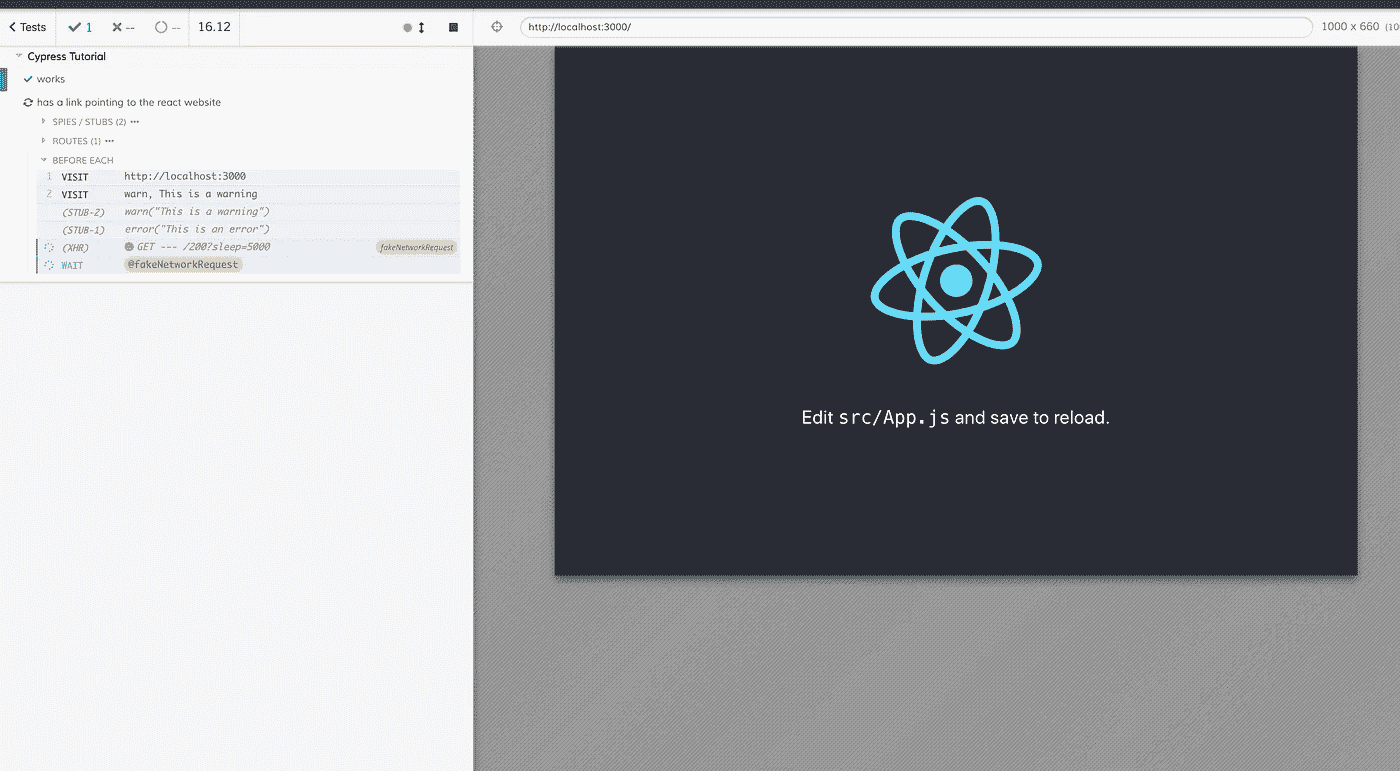 Tests 1 -- -- 16.12
http://localhost:3000/ 1000 x 660 (10
Cypress Tutorial
works
has a link pointing to the react website
SPIES / STUBS (2) •••
ROUTES (1) •••
BEFORE EACH
1 VISIT http://localhost:3000
2 VISIT warn, This is a warning
(STUB-2) warn("This is a warning")
(STUB-1) error("This is an error")
(XHR) GET --- /200?sleep=5000 fakeNetworkRequest
WAIT @fakeNetworkRequest
Edit src/App.js and save to reload.